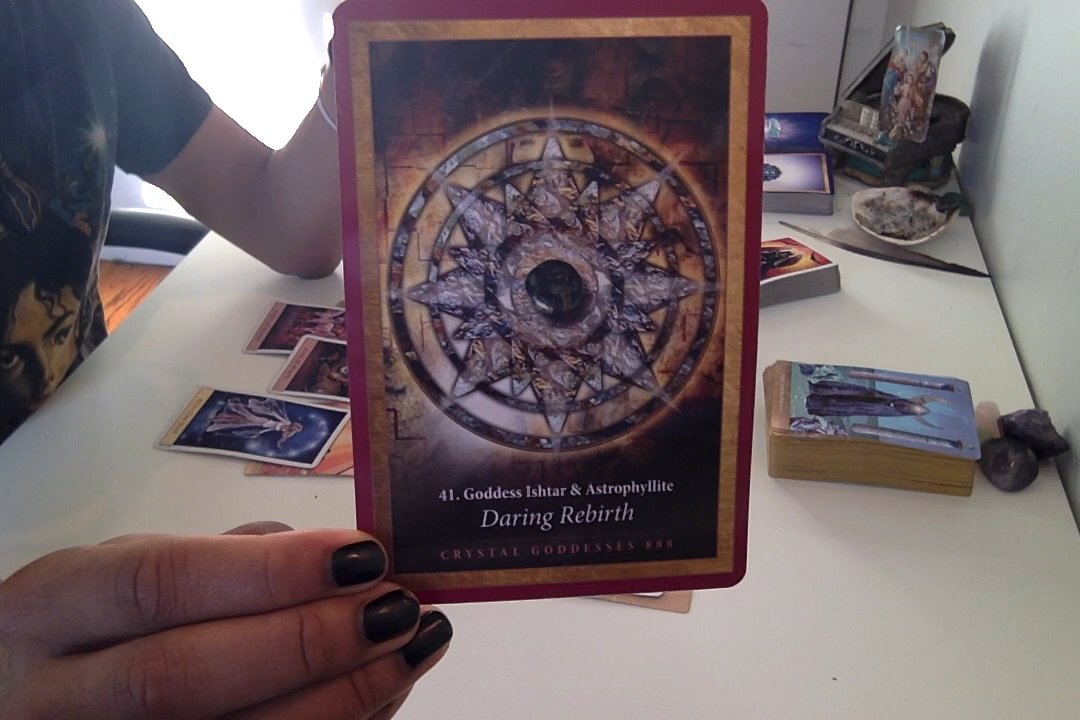 41. Goddess Ishtar & Astrophyllite
Daring Rebirth
CRYSTAL GODDESSES 888